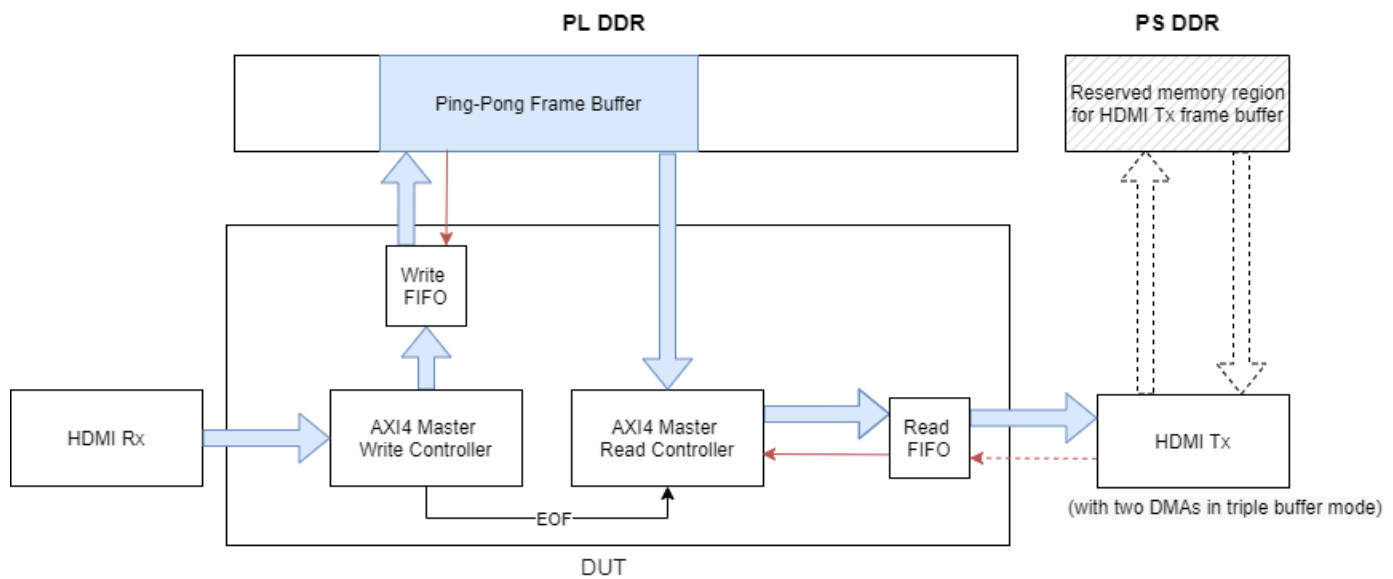 PL DDR
PS DDR
Ping-Pong Frame Buffer
Reserved memory region
for HDMI Tx frame buffer
Write
FIFO
HDMI Rx
AXI4 Master
Write Controller
AXI4 Master
Read Controller
Read
FIFO
HDMI Tx
(with two DMAs in triple buffer mode)
EOF
DUT